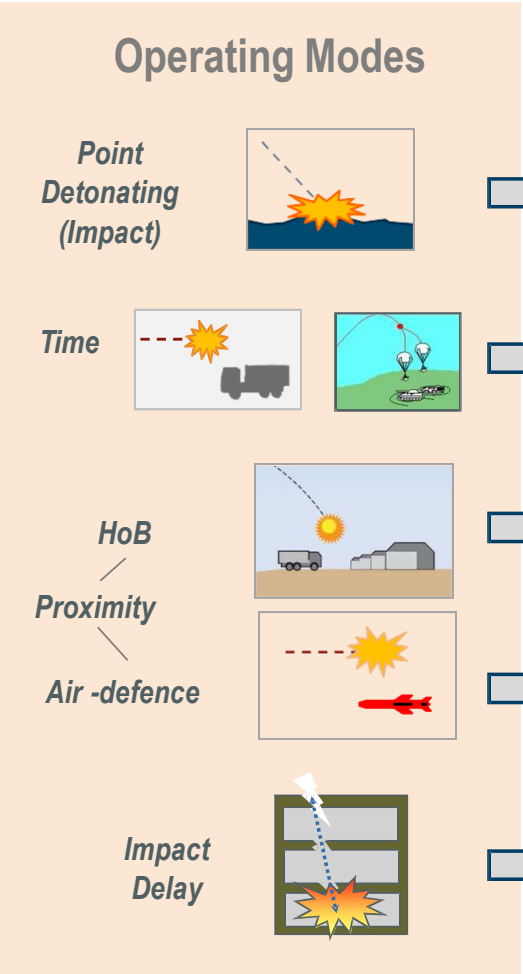 Operating Modes
Point
Detonating
(Impact)
Time
HoB
Proximity
Air -defence
Impact
Delay